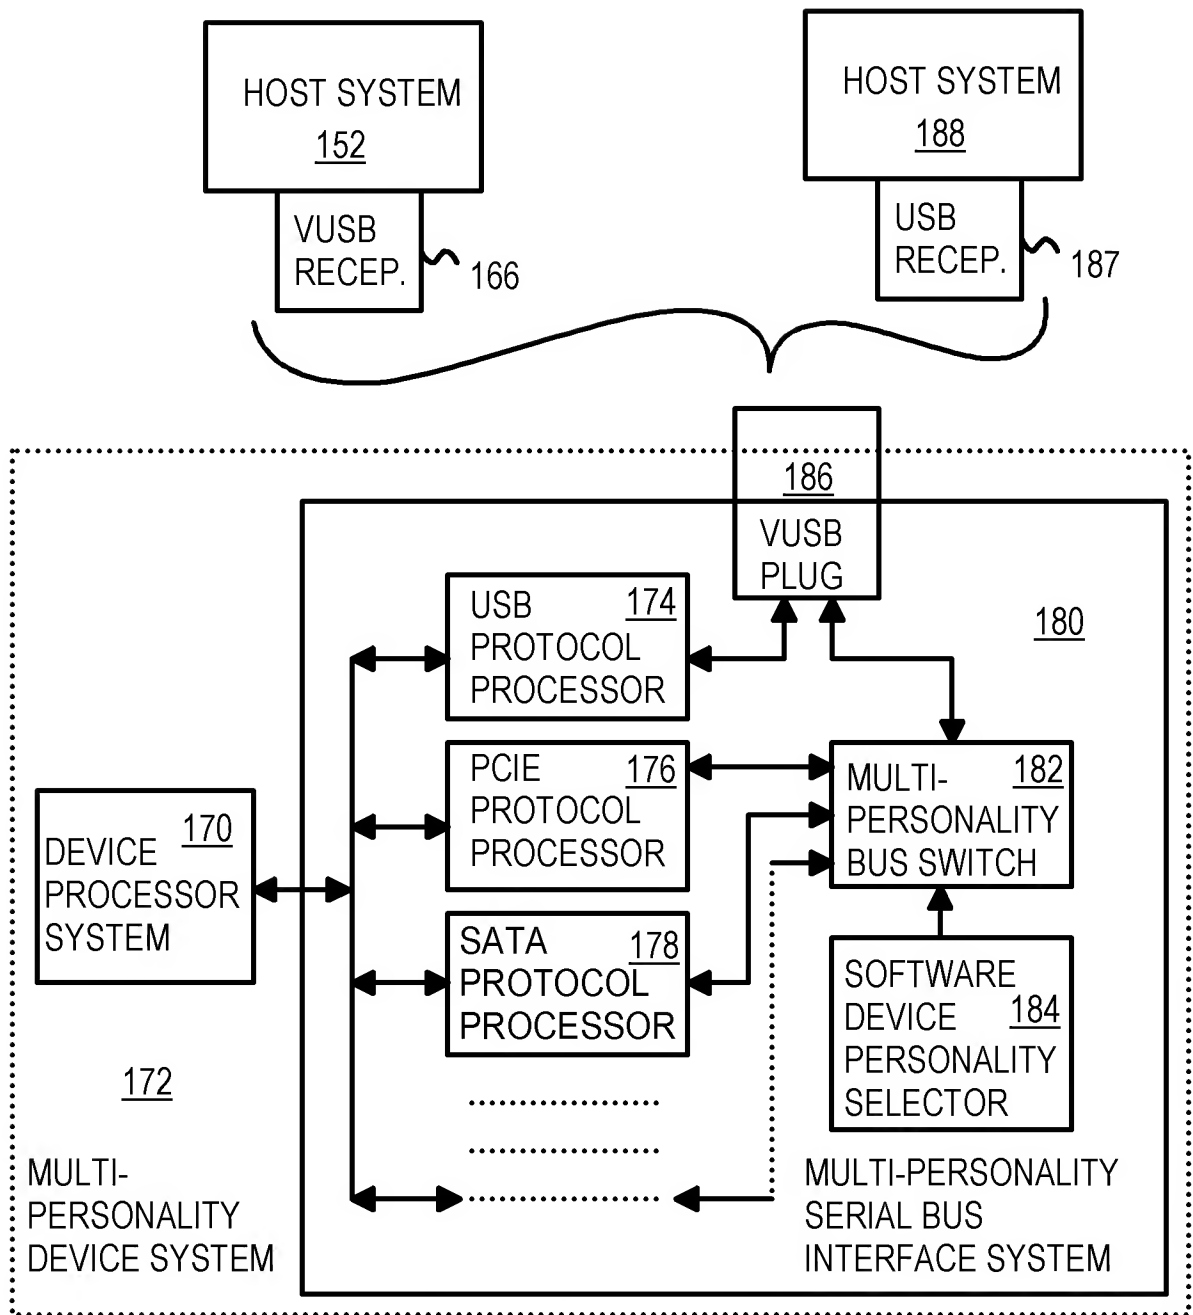 HOST SYSTEM
152
VUSB
RECEP.
166
HOST SYSTEM
188
USB
RECEP.
187
186
VUSB
PLUG
180
USB
174
PROTOCOL
PROCESSOR
PCIE
176
PROTOCOL
PROCESSOR
SATA
178
PROTOCOL
PROCESSOR
MULTI-
182
PERSONALITY
BUS SWITCH
170
DEVICE
PROCESSOR
SYSTEM
SOFTWARE
DEVICE
184
PERSONALITY
SELECTOR
172
MULTI-
PERSONALITY
DEVICE SYSTEM
MULTI-PERSONALITY
SERIAL BUS
INTERFACE SYSTEM